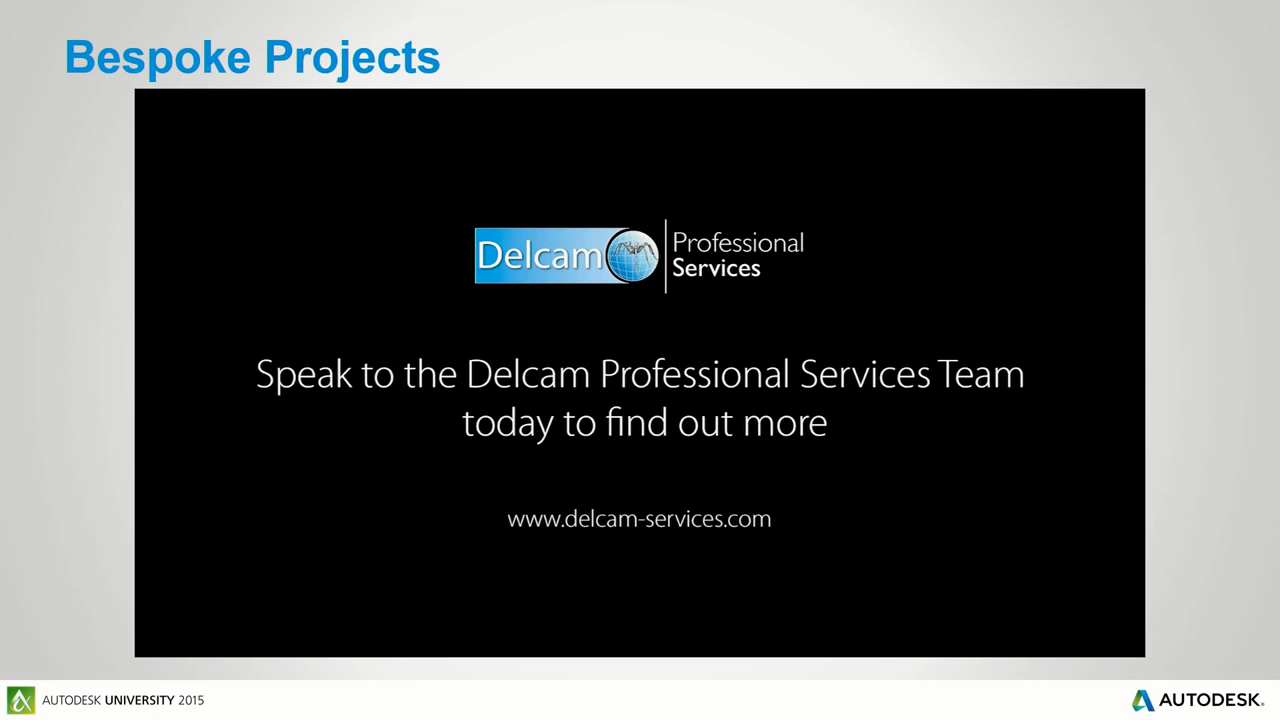 Bespoke Projects
Delcam
Professional
Services
Speak to the Delcam Professional Services Team
today to find out more
www.delcam-services.com
AUTODESK UNIVERSITY 2015
AUTODESK®